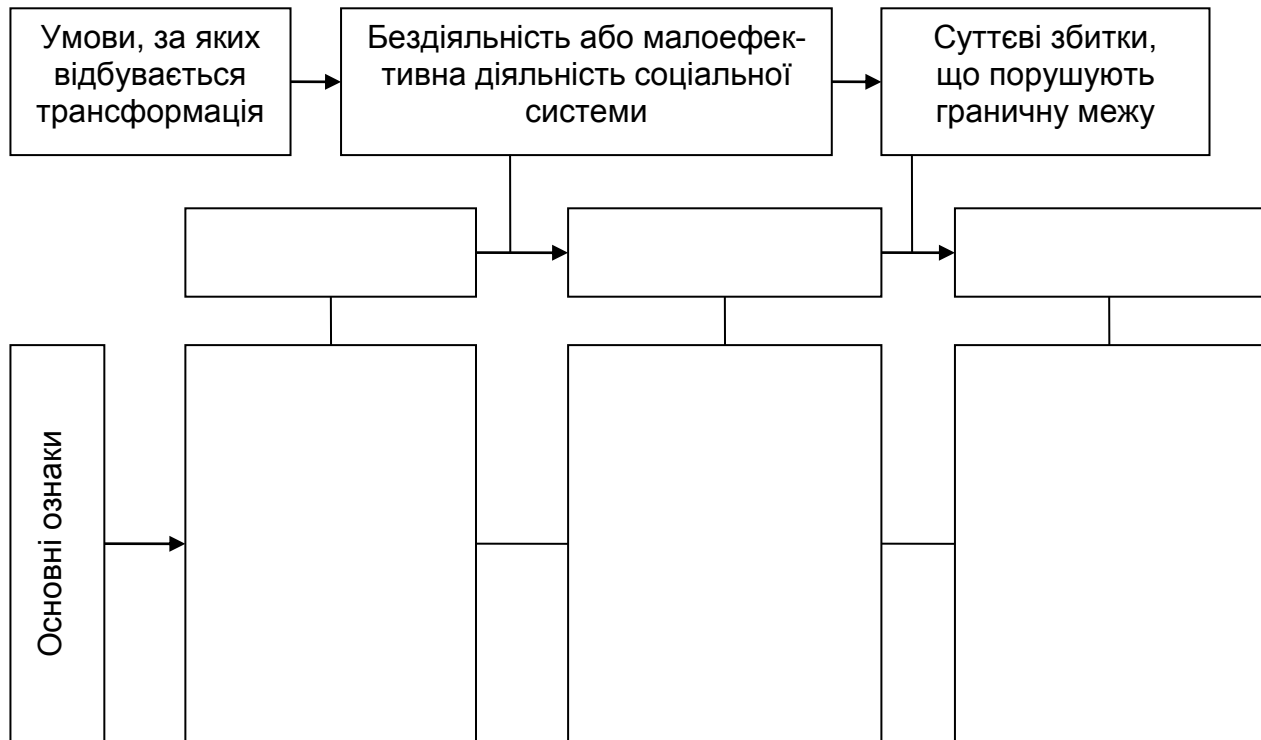 Умови, за яких
відбувається
трансформація
Бездіяльність або малоефек-
тивна діяльність соціальної
системи
Суттєві збитки,
що порушують
граничну межу
Основні ознаки